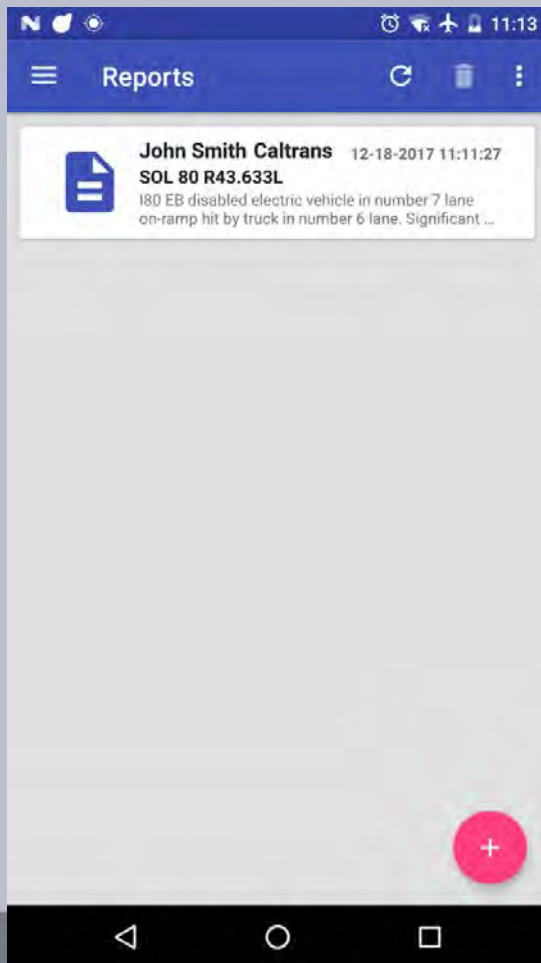 11:13
Reports
John Smith Caltrans 12-18-2017 11:11:27
SOL 80 R43.633L
I80 EB disabled electric vehicle in number 7 lane
on-ramp hit by truck in number 6 lane. Significant ...